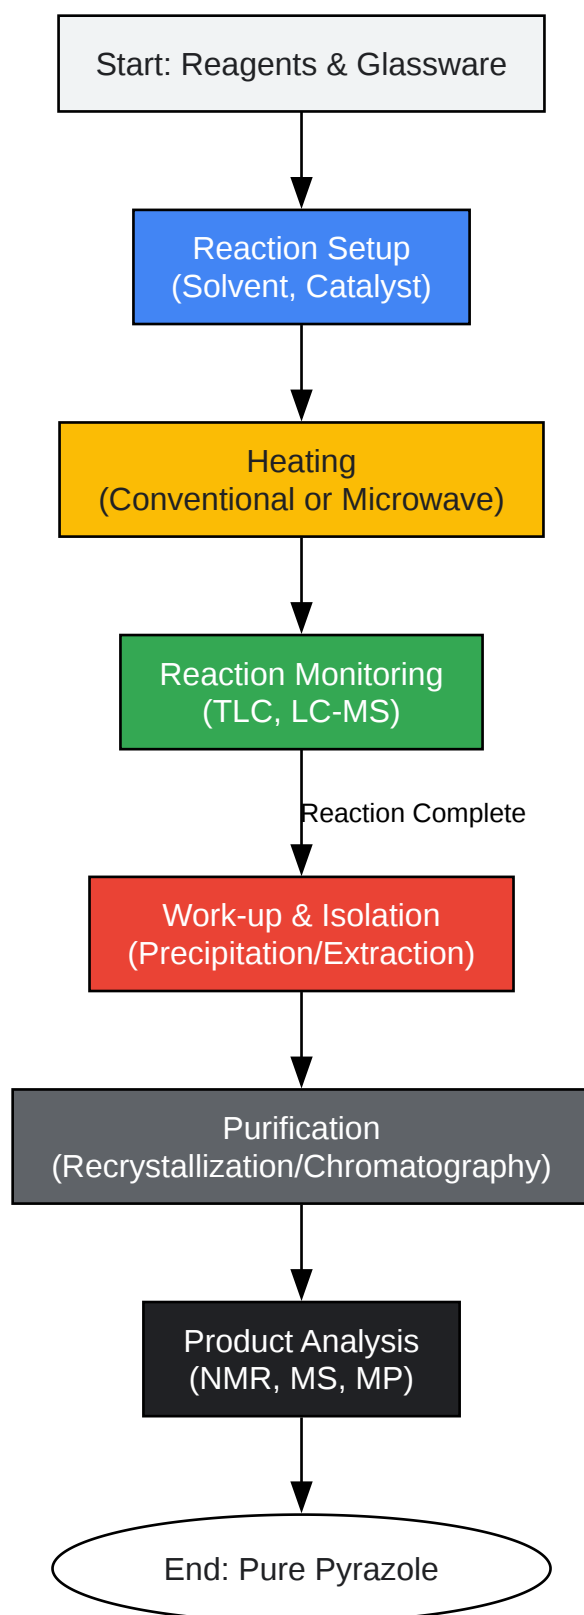 Start: Reagents & Glassware
Reaction Setup
(Solvent, Catalyst)
Heating
(Conventional or Microwave)
Reaction Monitoring
(TLC, LC-MS)
Reaction Complete
Work-up & Isolation
(Precipitation/Extraction)
Purification
(Recrystallization/Chromatography)
Product Analysis
(NMR, MS, MP)
End: Pure Pyrazole